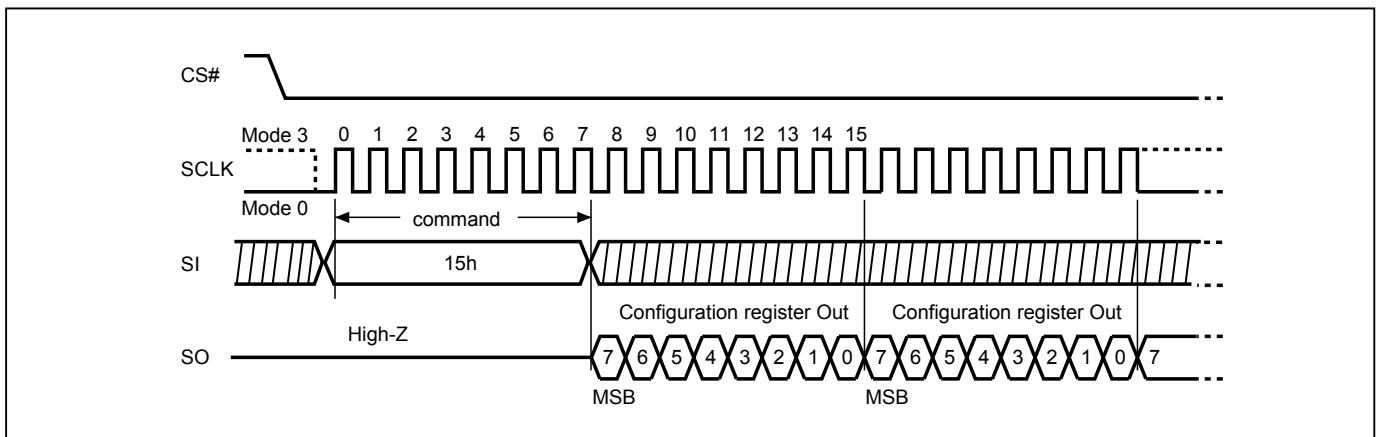 CS#
Mode 3 0 1 2 3 4 5 6 7 8 9 10 11 12 13 14 15
SCLK
Mode 0
command
SI 15h
Configuration register Out Configuration register Out
High-Z
SO 7 6 5 4 3 2 1 0 7 6 5 4 3 2 1 0 7
MSB MSB